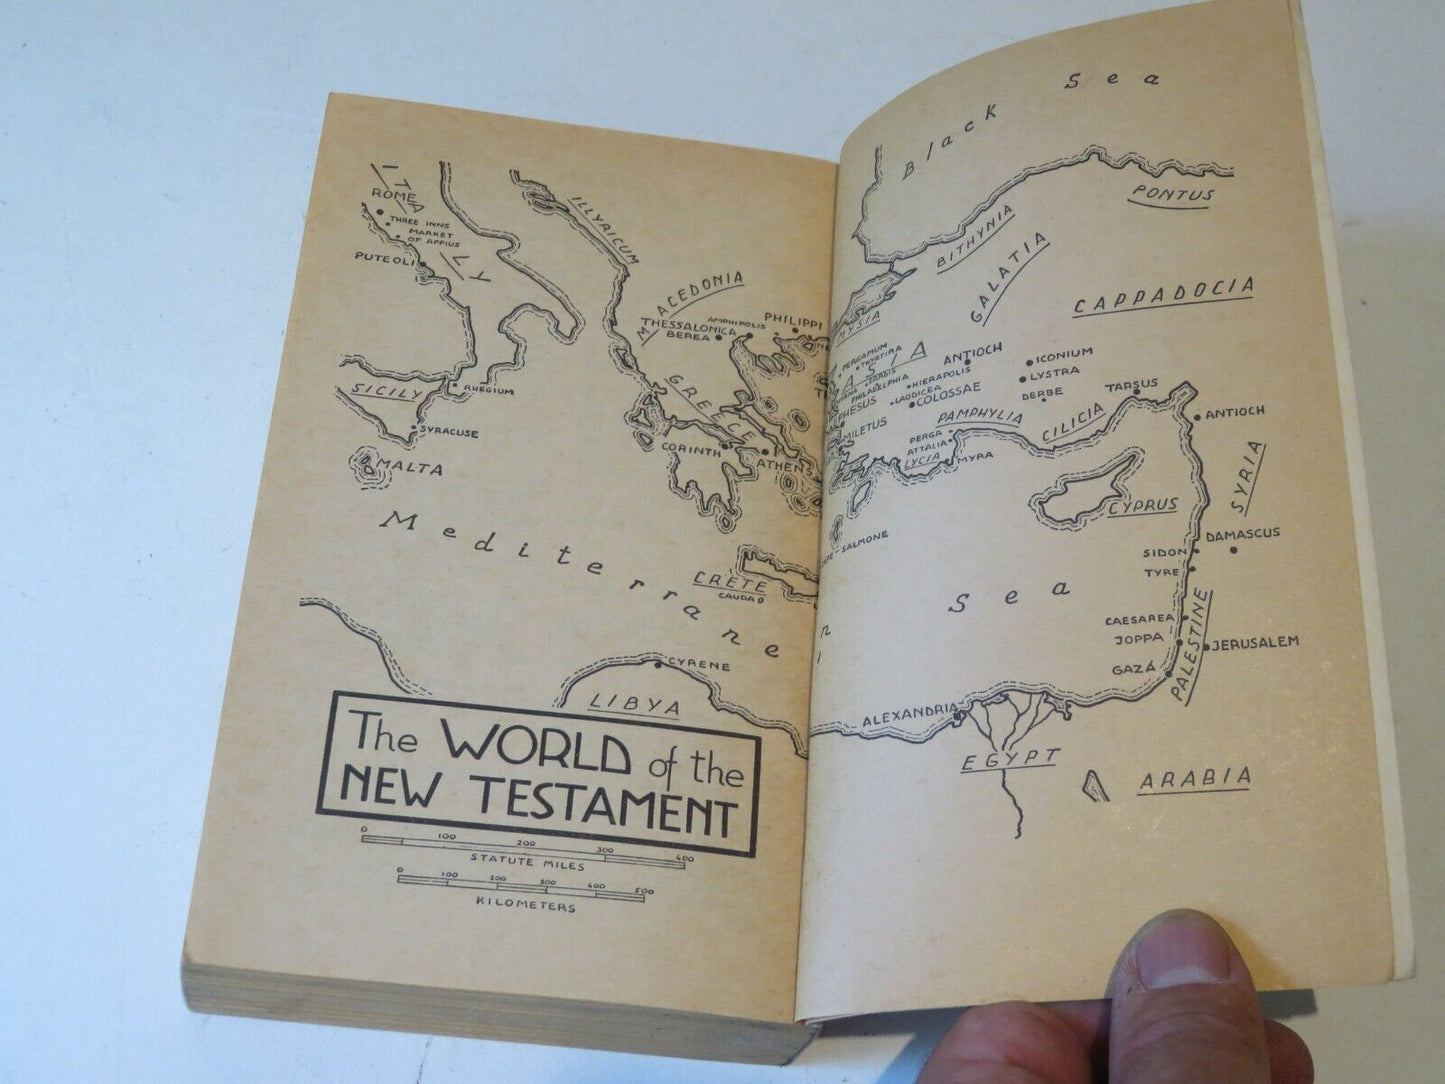 ITALY
ROME
THREE INNS
MARKET
OF APPIUS
PUTEOLI
ILLYRICUM
MACEDONIA
AMPHIPOLIS
PHILIPPI
THESSALONICA
BEREA
SICILY
RHEGIUM
SYRACUSE
MALTA
GREECE
CORINTH
ATHENS
Mediterrane
CRETE
CAUDA
CYRENE
LIBYA
The WORLD of the
NEW TESTAMENT
0 100 200 300 400
STATUTE MILES
0 100 200 300 400 500
KILOMETERS
Black Sea
PONTUS
BITHYNIA
GALATIA
CAPPADOCIA
MYSIA
PERGAMUM
THYATIRA
ASIA
SARDIS
PHILADELPHIA
HIERAPOLIS
LAODICEA
COLOSSAE
PHESUS
MILETUS
ANTIOCH
ICONIUM
LYSTRA
DERBE
TARSUS
PAMPHYLIA
CILICIA
ANTIOCH
PERGA
ATTALIA
LYCIA
MYRA
SYRIA
CYPRUS
SALMONE
DAMASCUS
SIDON
TYRE
n Sea
CAESAREA
JOPPA
PALESTINE
JERUSALEM
GAZA
ALEXANDRIA
EGYPT
ARABIA